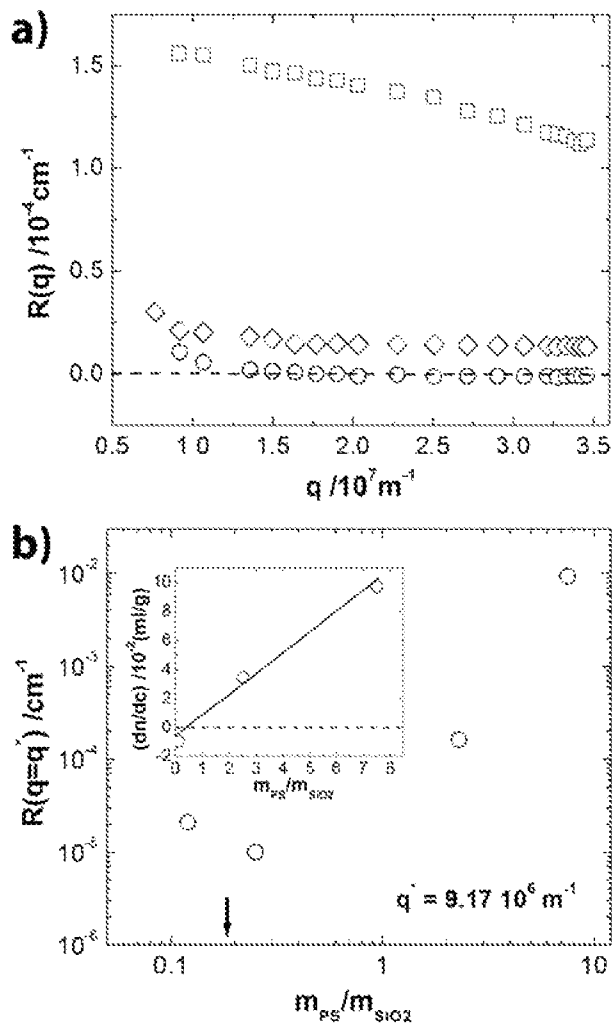 a)
R(q) /10⁻⁴cm⁻¹
1.5
1.0
0.5
0.0
0.5 1.0 1.5 2.0 2.5 3.0 3.5
q /10⁷m⁻¹
b)
R(q=q*) /cm⁻¹
10⁻²
10⁻³
10⁻⁴
10⁻⁵
10⁻⁶
(dn/dc) /10⁻²(ml/g)
10
8
6
4
2
0
-2
0 1 2 3 4 5 6 7 8
m_PS/m_SiO2
q* = 9.17 10⁶ m⁻¹
0.1 1 10
m_PS/m_SiO2